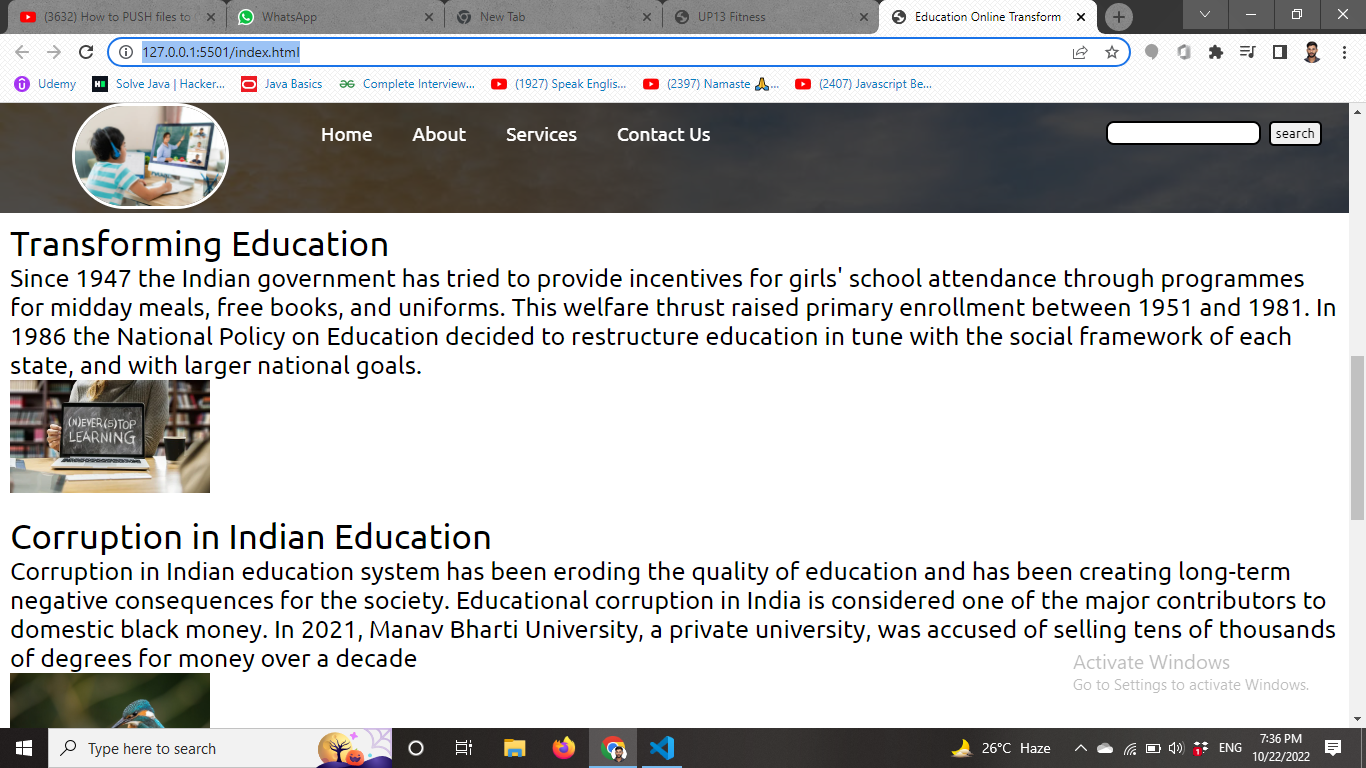 (3632) How to PUSH files to
WhatsApp
New Tab
UP13 Fitness
Education Online Transform
127.0.0.1:5501/index.html
Udemy
Solve Java | Hacker...
Java Basics
Complete Interview...
(1927) Speak Englis...
(2397) Namaste 🙏...
(2407) Javascript Be...
Home
About
Services
Contact Us
search
Transforming Education
Since 1947 the Indian government has tried to provide incentives for girls' school attendance through programmes
for midday meals, free books, and uniforms. This welfare thrust raised primary enrollment between 1951 and 1981. In
1986 the National Policy on Education decided to restructure education in tune with the social framework of each
state, and with larger national goals.
(N)EVER (S)TOP
LEARNING
Corruption in Indian Education
Corruption in Indian education system has been eroding the quality of education and has been creating long-term
negative consequences for the society. Educational corruption in India is considered one of the major contributors to
domestic black money. In 2021, Manav Bharti University, a private university, was accused of selling tens of thousands
of degrees for money over a decade
Activate Windows
Go to Settings to activate Windows.
Type here to search
26°C Haze
ENG
7:36 PM
10/22/2022